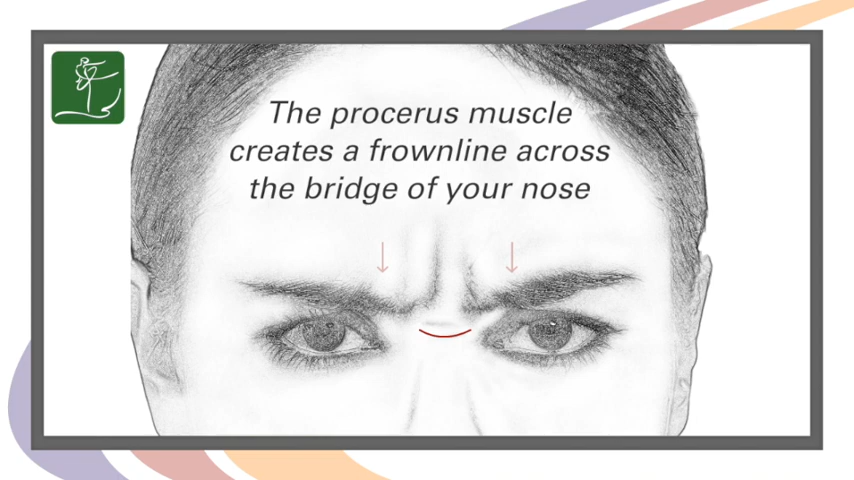 The procerus muscle
creates a frownline across
the bridge of your nose